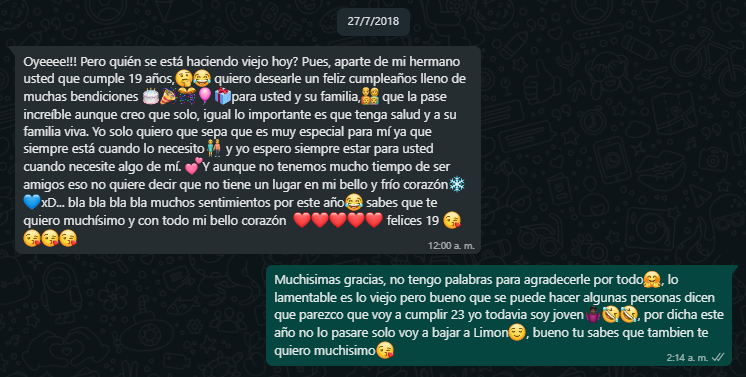 27/7/2018
Oyeeee!!! Pero quién se está haciendo viejo hoy? Pues, aparte de mi hermano
usted que cumple 19 años,🤔😂 quiero desearle un feliz cumpleaños lleno de
muchas bendiciones 🎂🎉🎊🎈🎁para usted y su familia,👨‍👩‍👧‍👦 que la pase
increíble aunque creo que solo, igual lo importante es que tenga salud y a su
familia viva. Yo solo quiero que sepa que es muy especial para mí ya que
siempre está cuando lo necesito👫 y yo espero siempre estar para usted
cuando necesite algo de mí. 💕Y aunque no tenemos mucho tiempo de ser
amigos eso no quiere decir que no tiene un lugar en mi bello y frío corazón❄
💙xD... bla bla bla bla muchos sentimientos por este año😂 sabes que te
quiero muchísimo y con todo mi bello corazón ❤❤❤❤❤ felices 19 😘
😘😘😘
12:00 a. m.
Muchisimas gracias, no tengo palabras para agradecerle por todo🤗, lo
lamentable es lo viejo pero bueno que se puede hacer algunas personas dicen
que parezco que voy a cumplir 23 yo todavia soy joven🤷🏿‍♂️🤣🤣, por dicha este
año no lo pasare solo voy a bajar a Limon😌, bueno tu sabes que tambien te
quiero muchisimo😘
2:14 a. m.